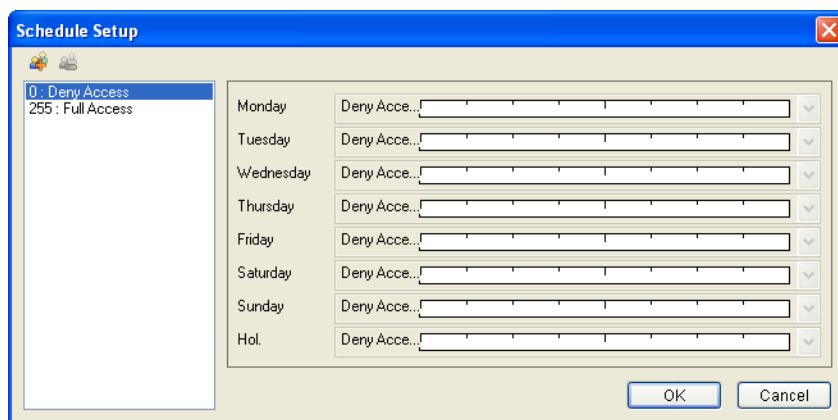 Schedule Setup
0 : Deny Access
255 : Full Access
Monday Deny Acce...
Tuesday Deny Acce...
Wednesday Deny Acce...
Thursday Deny Acce...
Friday Deny Acce...
Saturday Deny Acce...
Sunday Deny Acce...
Hol. Deny Acce...
OK Cancel